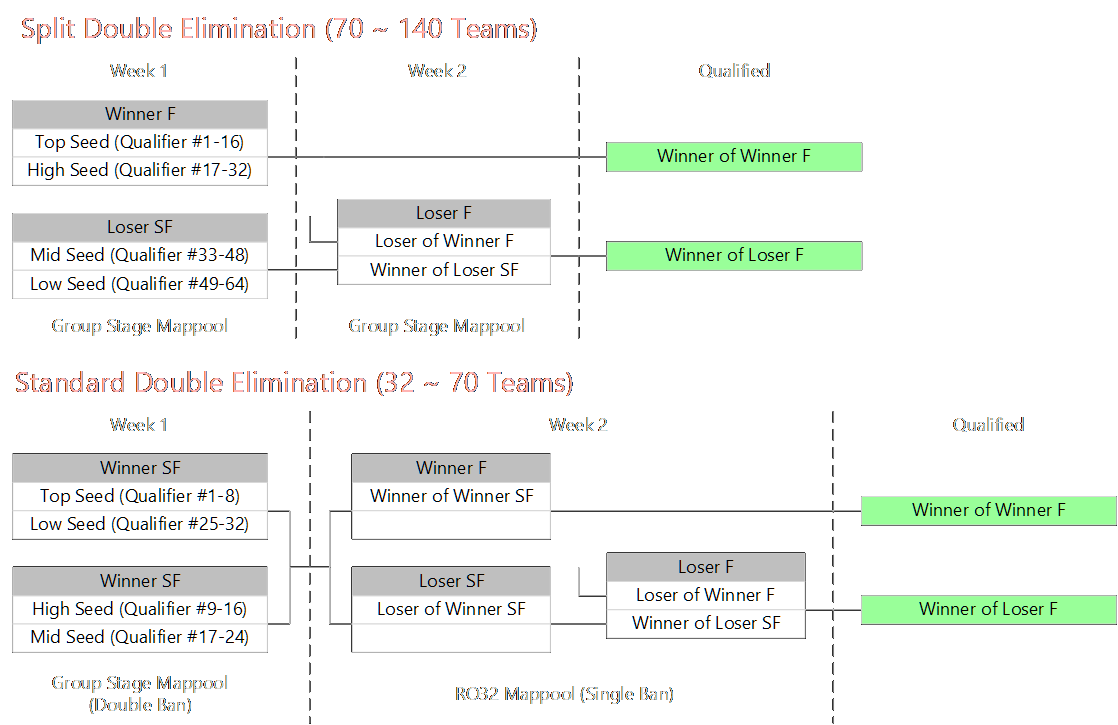 Split Double Elimination (70 ~ 140 Teams)
Week 1
Week 2
Qualified
Winner F
Top Seed (Qualifier #1-16)
High Seed (Qualifier #17-32)
Winner of Winner F
Loser SF
Mid Seed (Qualifier #33-48)
Low Seed (Qualifier #49-64)
Loser F
Loser of Winner F
Winner of Loser SF
Winner of Loser F
Group Stage Mappool
Group Stage Mappool
Standard Double Elimination (32 ~ 70 Teams)
Week 1
Week 2
Qualified
Winner SF
Top Seed (Qualifier #1-8)
Low Seed (Qualifier #25-32)
Winner F
Winner of Winner SF
Winner of Winner F
Winner SF
High Seed (Qualifier #9-16)
Mid Seed (Qualifier #17-24)
Loser SF
Loser of Winner SF
Loser F
Loser of Winner F
Winner of Loser SF
Winner of Loser F
Group Stage Mappool
(Double Ban)
RO32 Mappool (Single Ban)